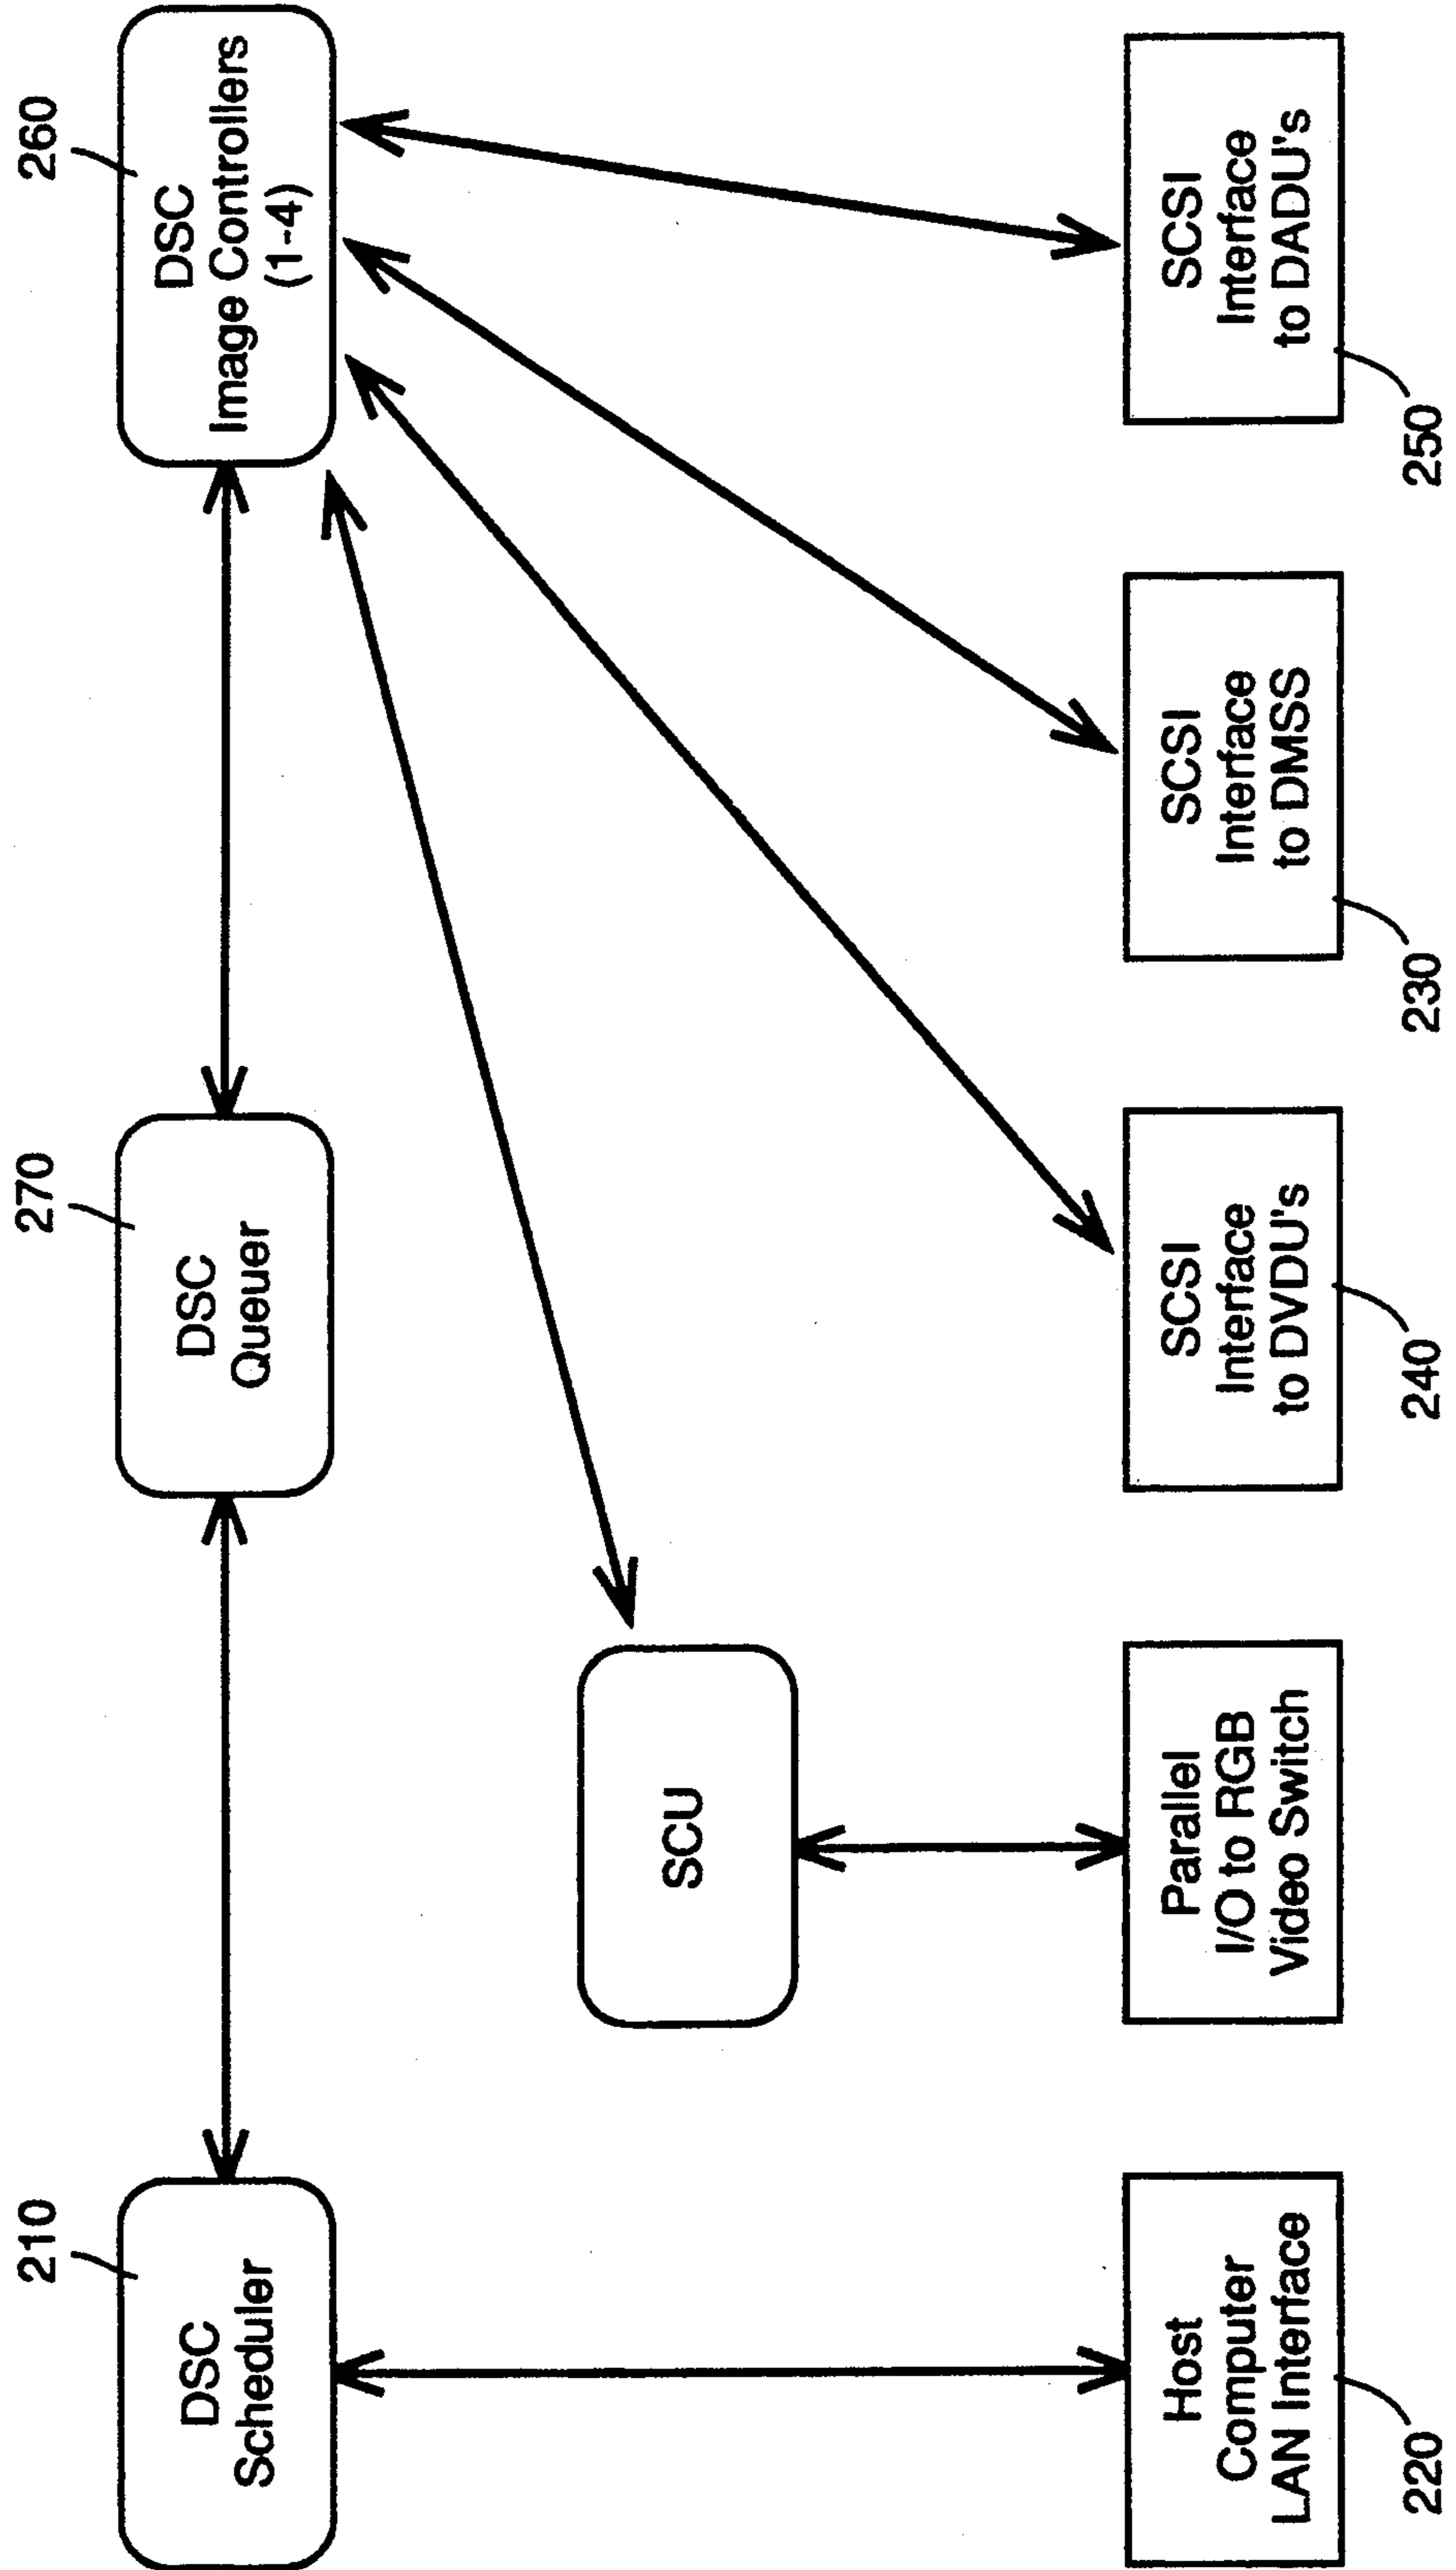 210
DSC
Scheduler
270
DSC
Queuer
260
DSC
Image Controllers
(1-4)
SCU
Host
Computer
LAN Interface
220
Parallel
I/O to RGB
Video Switch
SCSI
Interface
to DVDU's
240
SCSI
Interface
to DMSS
230
SCSI
Interface
to DADU's
250